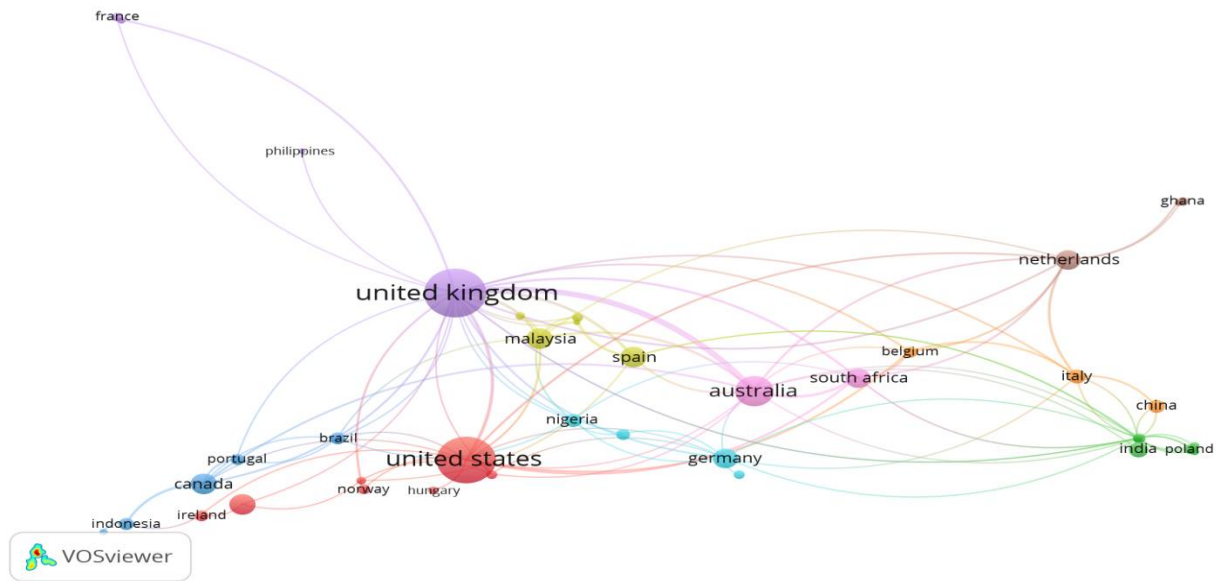 france
philippines
ghana
netherlands
united kingdom
malaysia
spain
belgium
italy
australia
south africa
china
nigeria
brazil
india
poland
portugal
united states
germany
canada
norway
hungary
indonesia
ireland
VOSviewer